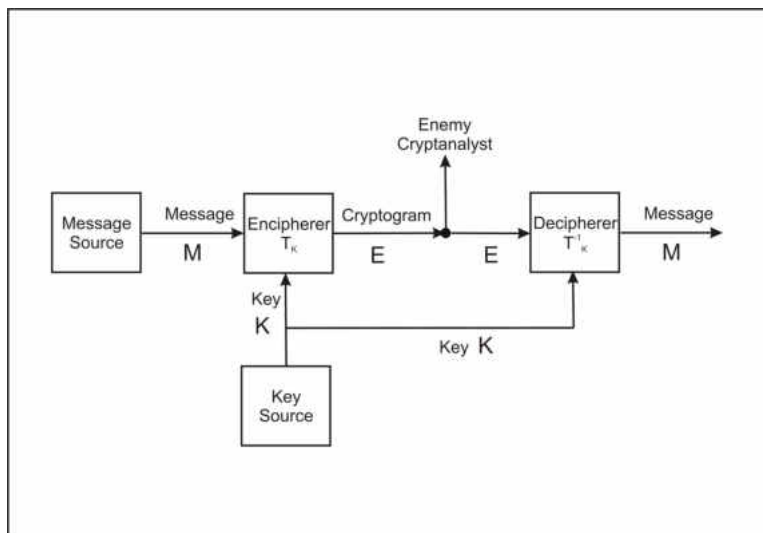 Enemy
Cryptanalyst
Message
Source
Message
M
Encipherer
T_K
Cryptogram
E
E
Decipherer
T⁻¹_K
Message
M
Key
K
Key K
Key
Source